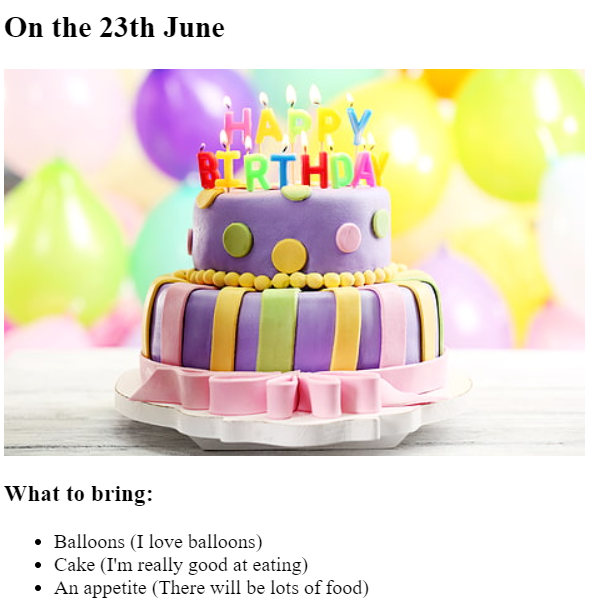 On the 23th June
HAPPY
BIRTHDAY
What to bring:
Balloons (I love balloons)
Cake (I'm really good at eating)
An appetite (There will be lots of food)